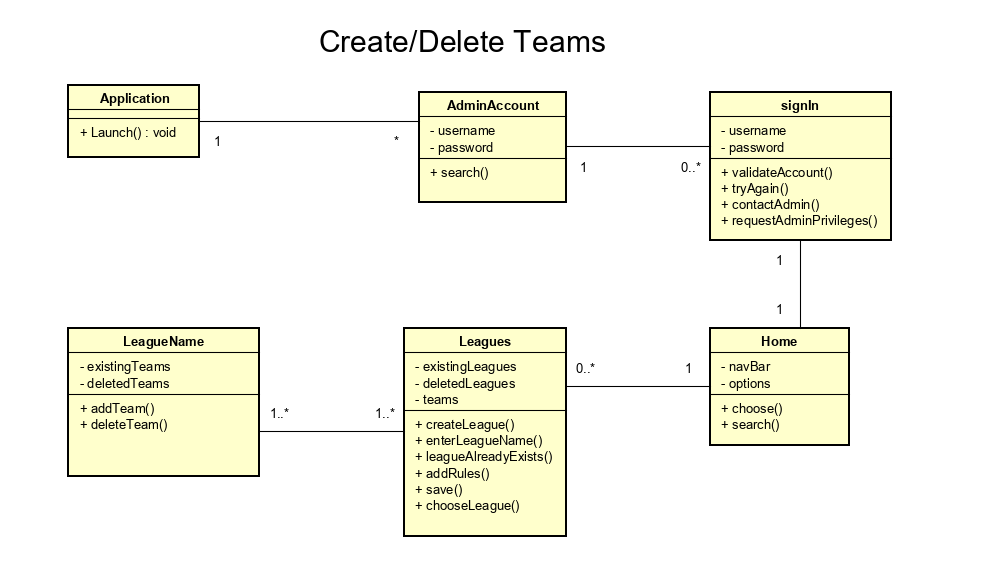 Create/Delete Teams
Application
+ Launch() : void
1
*
AdminAccount
- username
- password
+ search()
1
0..*
signIn
- username
- password
+ validateAccount()
+ tryAgain()
+ contactAdmin()
+ requestAdminPrivileges()
1
1
LeagueName
- existingTeams
- deletedTeams
+ addTeam()
+ deleteTeam()
1..*
1..*
Leagues
- existingLeagues
- deletedLeagues
- teams
+ createLeague()
+ enterLeagueName()
+ leagueAlreadyExists()
+ addRules()
+ save()
+ chooseLeague()
0..*
1
Home
- navBar
- options
+ choose()
+ search()